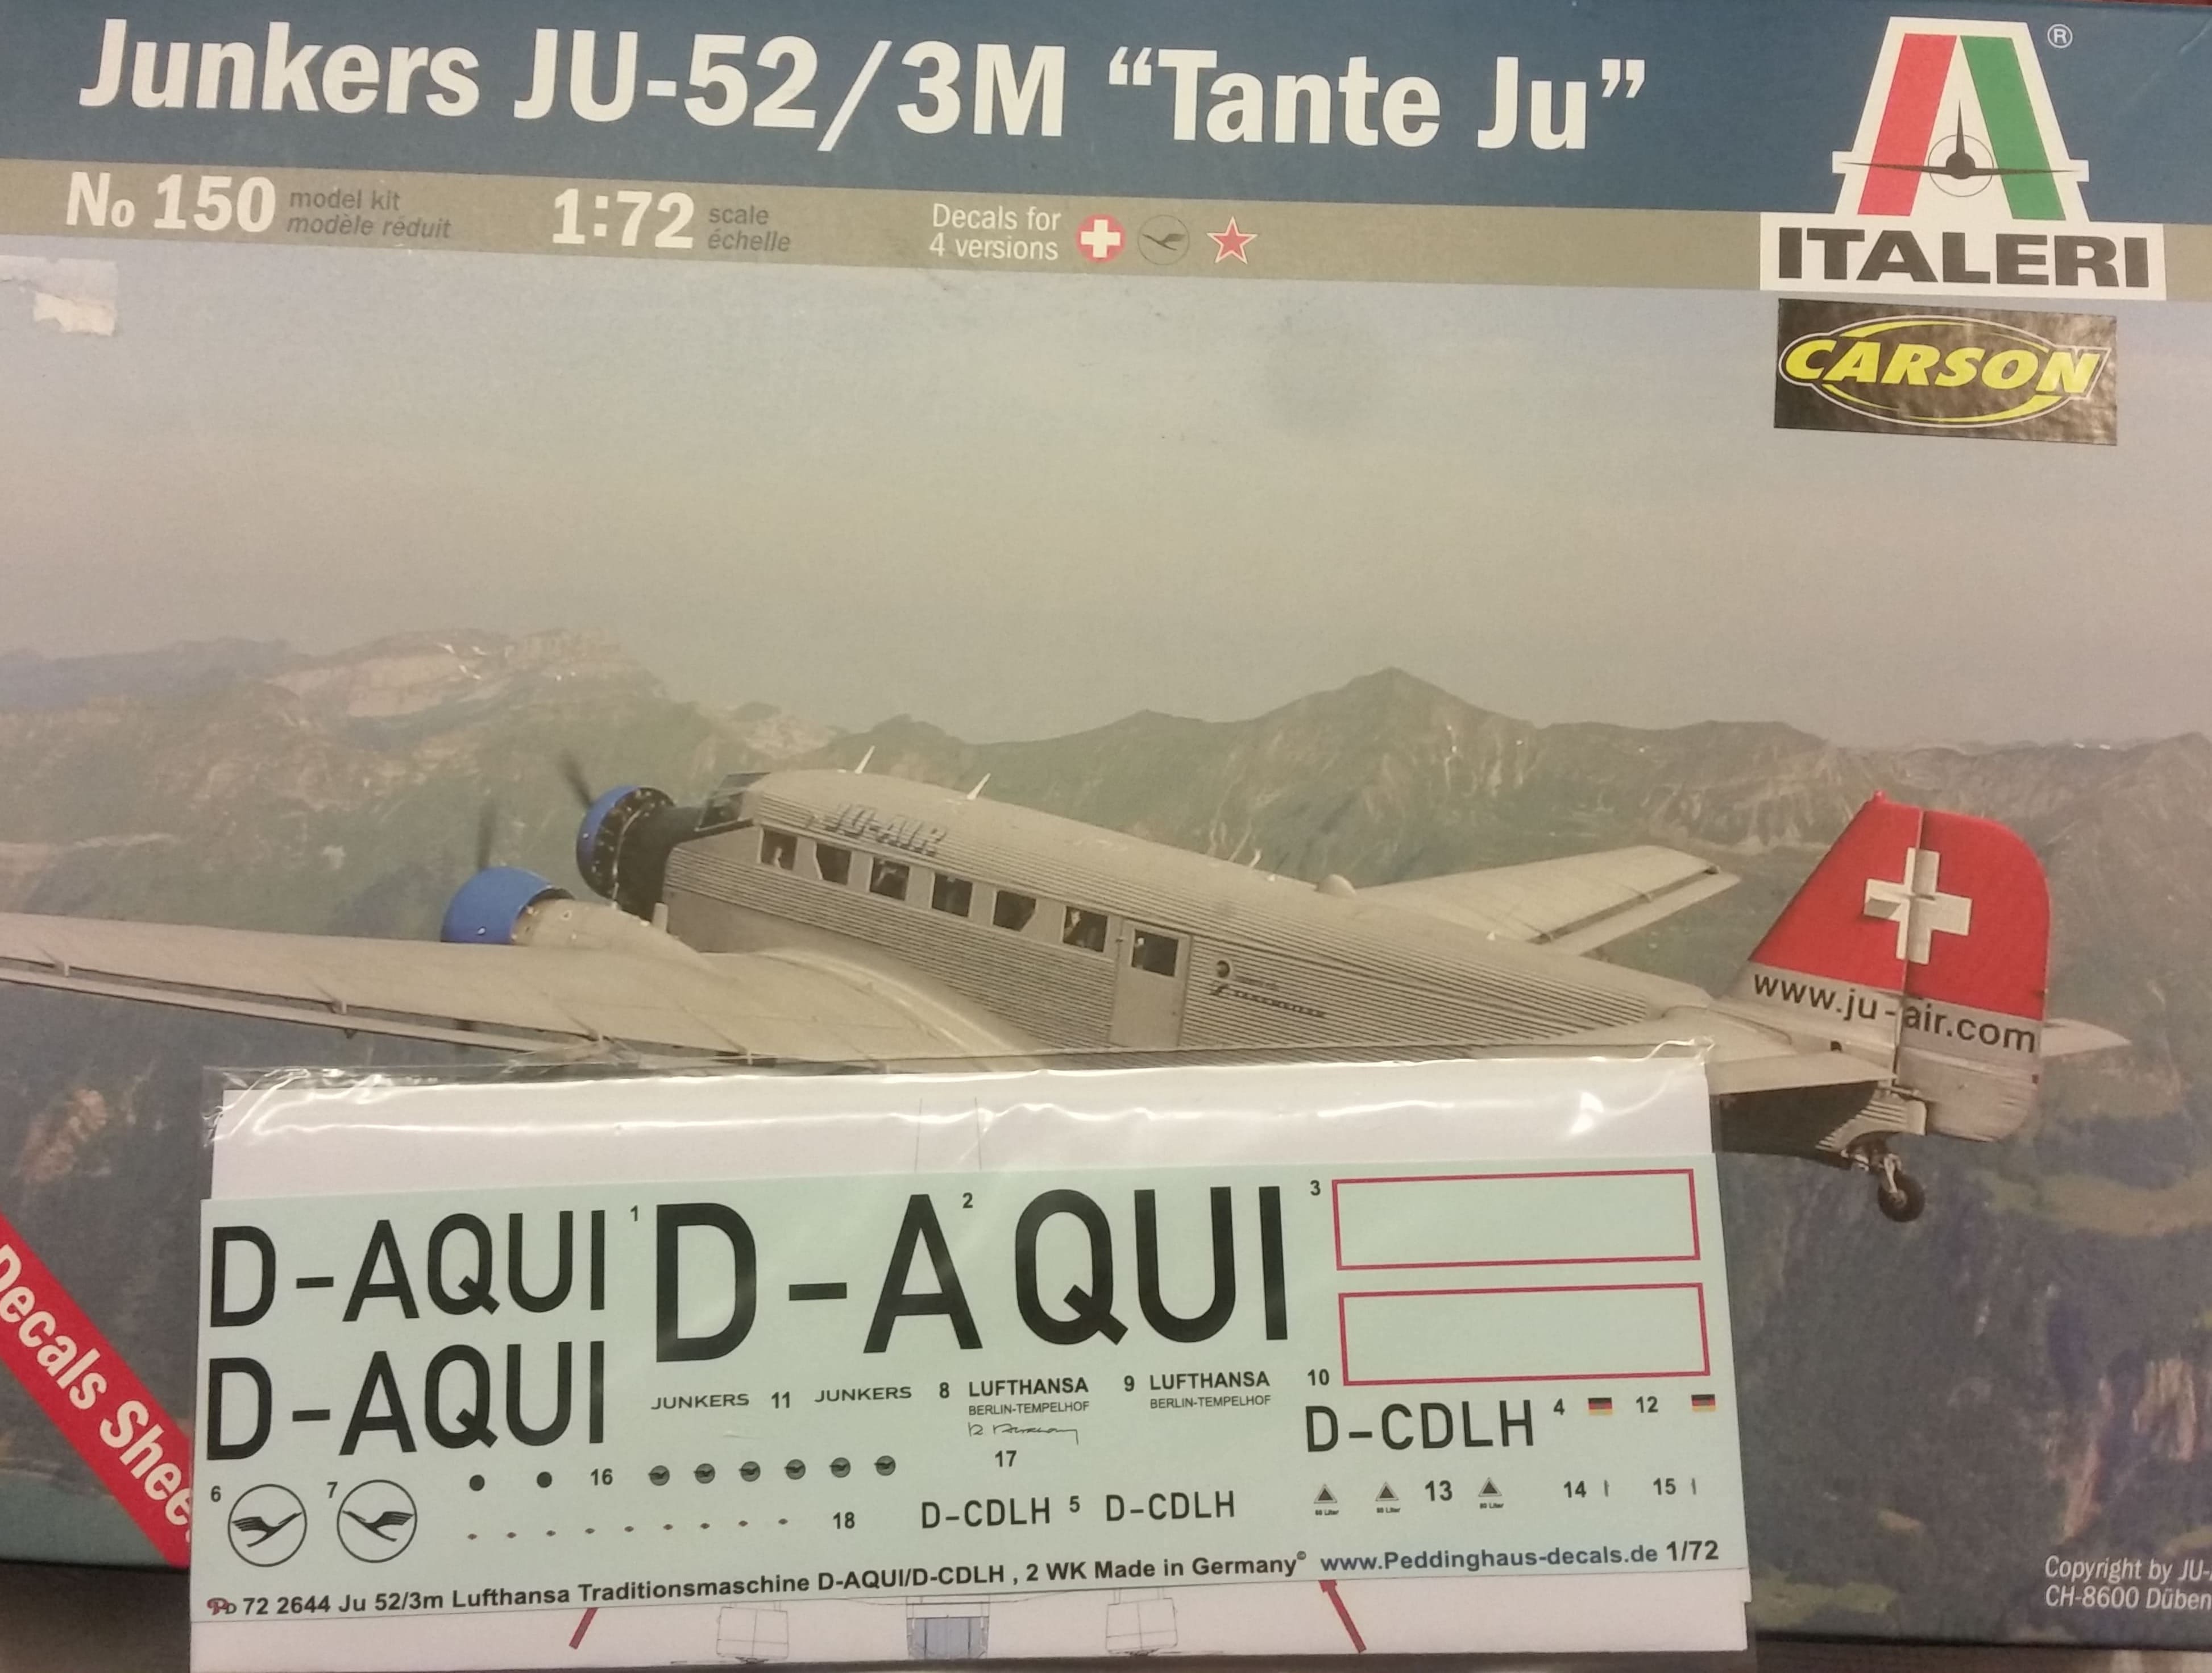 Junkers JU-52/3M “Tante Ju”
®
No 150 model kit
modèle réduit
1:72 scale
échelle
Decals for
4 versions
ITALERI
CARSON
JU-AIR
www.ju-air.com
Decals Shee
D-AQUI 1
D-AQUI 2
3
D-AQUI
JUNKERS 11 JUNKERS
8 LUFTHANSA
BERLIN-TEMPELHOF
9 LUFTHANSA
BERLIN-TEMPELHOF
10
D-CDLH 4 12
17
16
6 7
18
D-CDLH 5 D-CDLH
13 14 15
PD 72 2644 Ju 52/3m Lufthansa Traditionsmaschine D-AQUI/D-CDLH , 2 WK Made in Germany© www.Peddinghaus-decals.de 1/72
Copyright by JU-
CH-8600 Düben